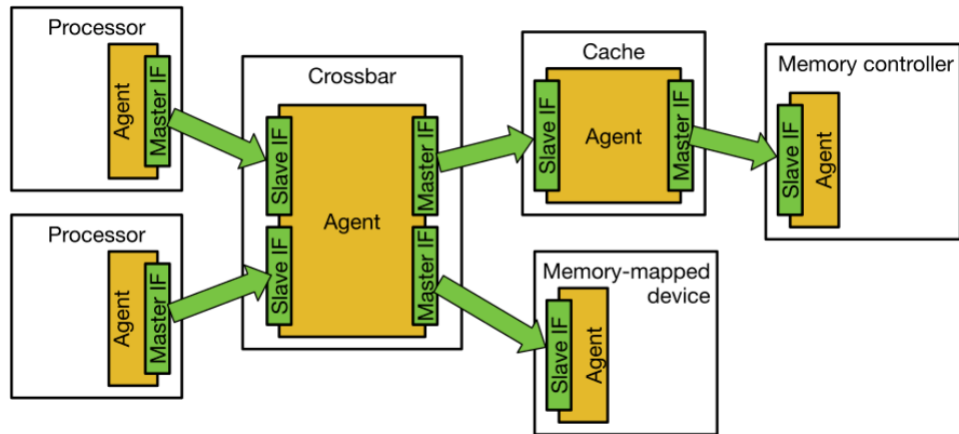 Processor
Agent
Master IF
Processor
Agent
Master IF
Crossbar
Slave IF
Slave IF
Agent
Master IF
Master IF
Cache
Slave IF
Agent
Master IF
Memory-mapped
device
Slave IF
Agent
Memory controller
Slave IF
Agent